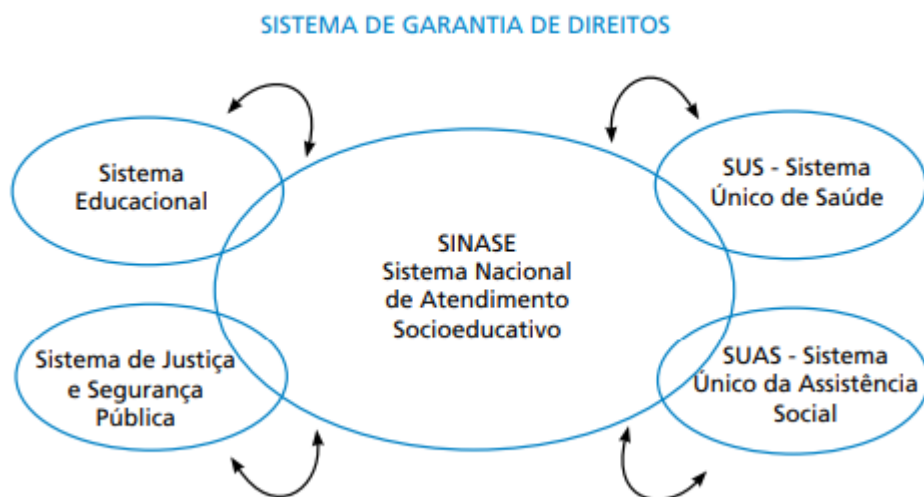 SISTEMA DE GARANTIA DE DIREITOS
Sistema
Educacional
SUS - Sistema
Único de Saúde
SINASE
Sistema Nacional
de Atendimento
Socioeducativo
Sistema de Justiça
e Segurança
Pública
SUAS - Sistema
Único da Assistência
Social